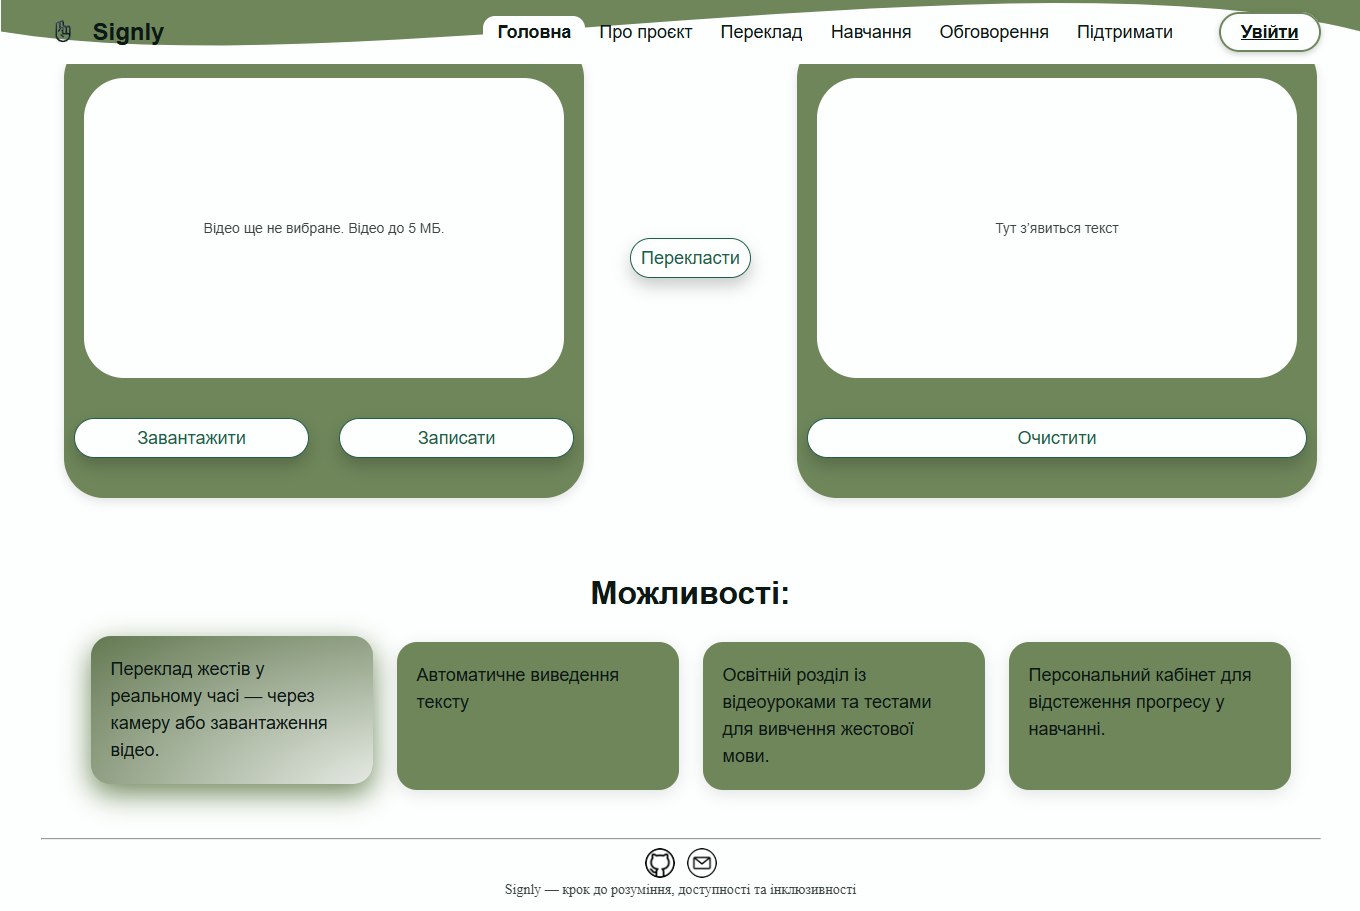 Signly
Головна Про проєкт Переклад Навчання Обговорення Підтримати Увійти
Відео ще не вибране. Відео до 5 МБ.
Тут з'явиться текст
Перекласти
Завантажити Записати
Очистити
Можливості:
Переклад жестів у
реальному часі — через
камеру або завантаження
відео.
Автоматичне виведення
тексту
Освітній розділ із
відеоуроками та тестами
для вивчення жестової
мови.
Персональний кабінет для
відстеження прогресу у
навчанні.
Signly — крок до розуміння, доступності та інклюзивності